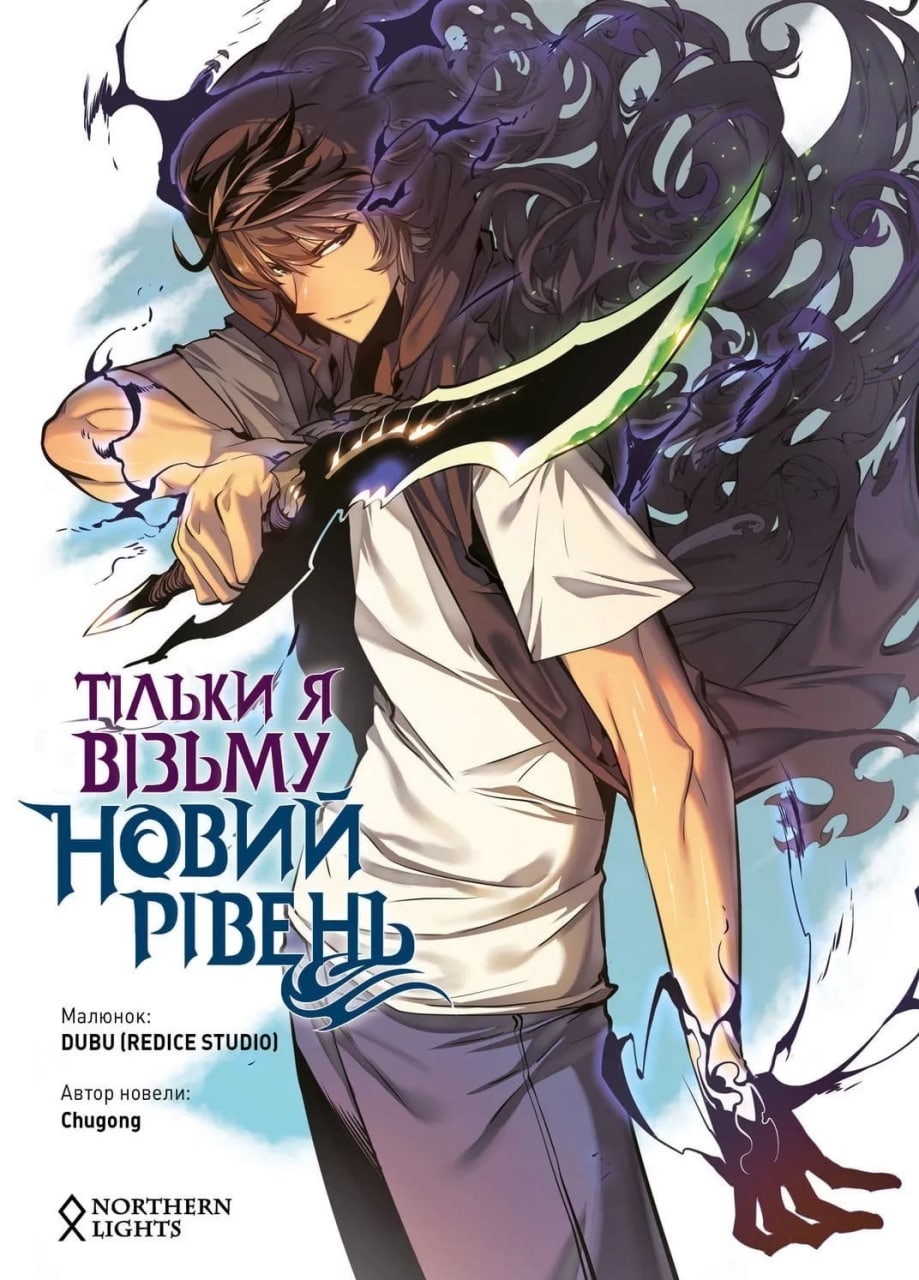 ТІЛЬКИ Я
ВІЗЬМУ
НОВИЙ
РІВЕНЬ
Малюнок:
DUBU (REDICE STUDIO)
Автор новели:
Chugong
NORTHERN
LIGHTS